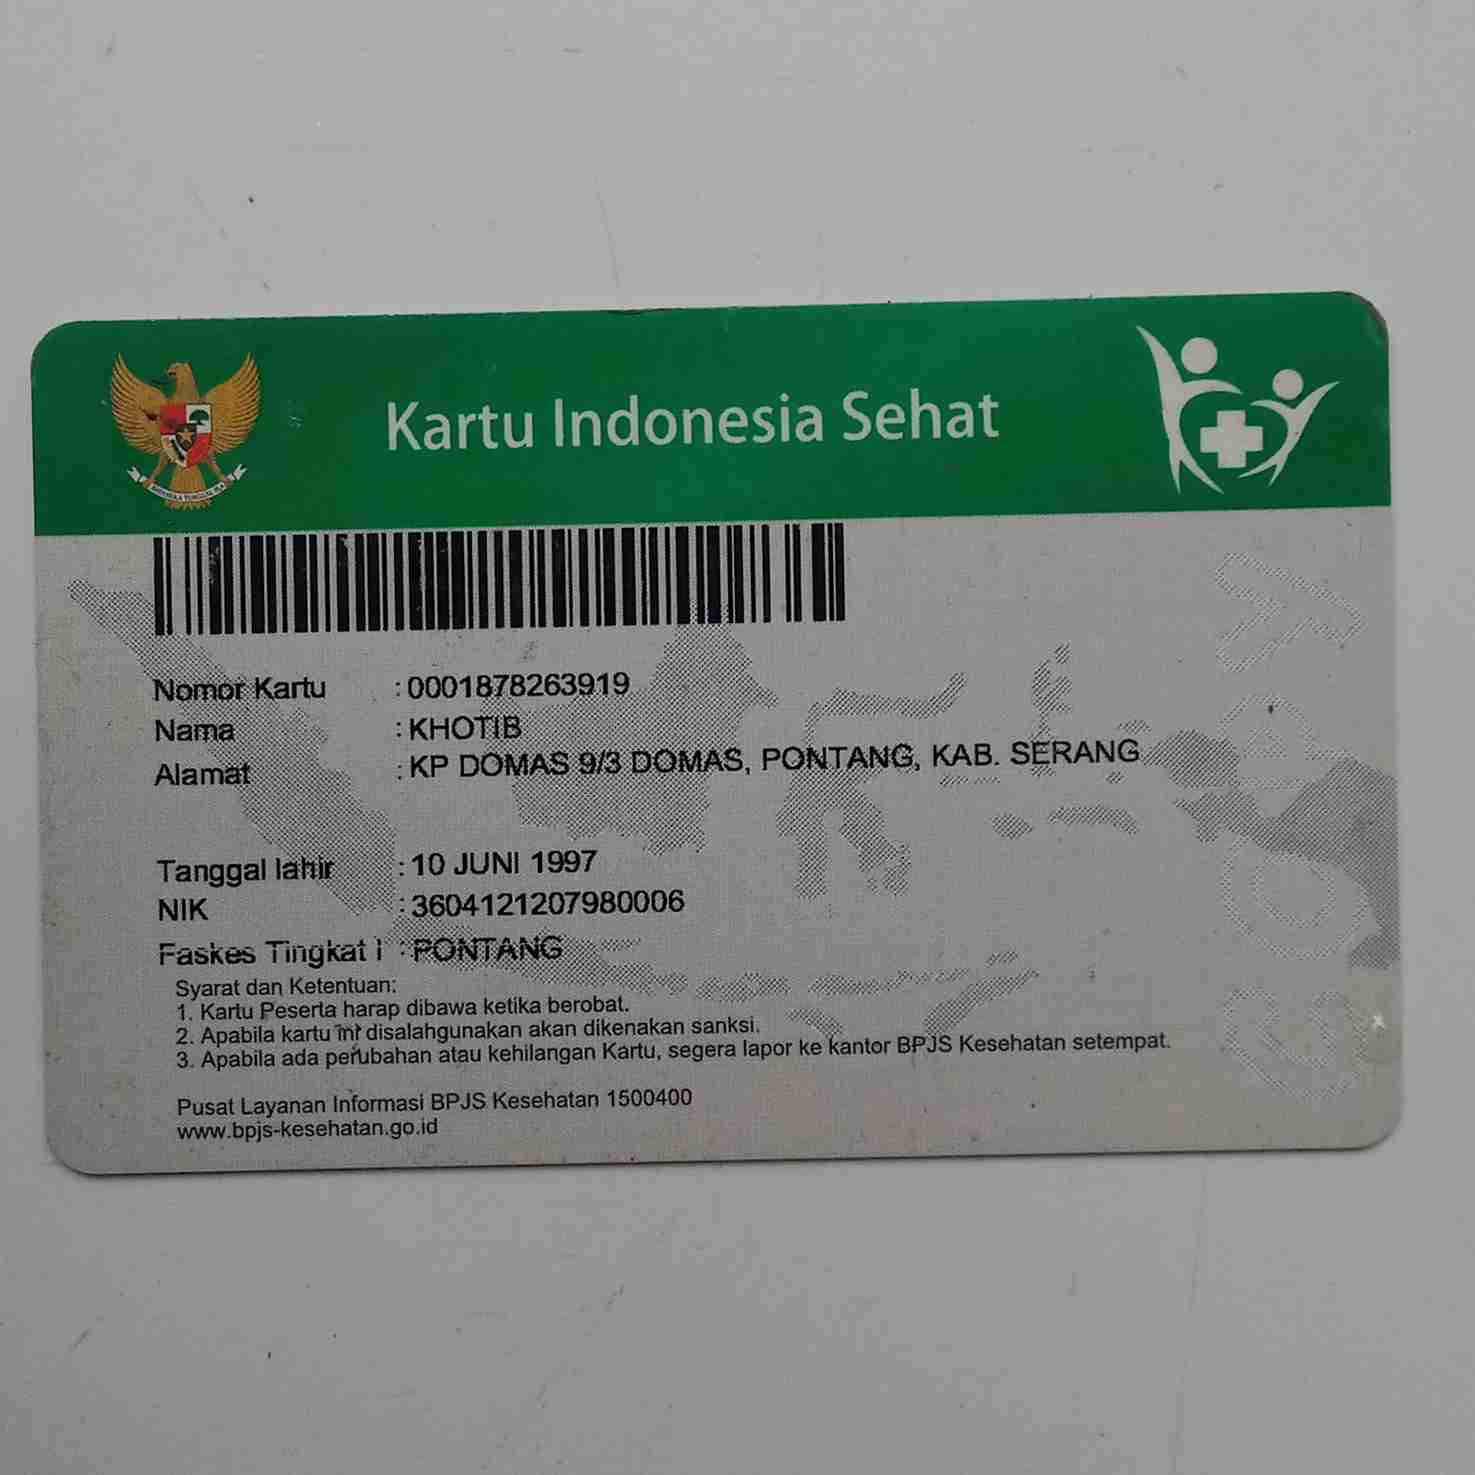 Kartu Indonesia Sehat
Nomor Kartu : 0001878263919
Nama : KHOTIB
Alamat : KP DOMAS 9/3 DOMAS, PONTANG, KAB. SERANG
Tanggal lahir : 10 JUNI 1997
NIK : 3604121207980006
Faskes Tingkat I : PONTANG
Syarat dan Ketentuan:
1. Kartu Peserta harap dibawa ketika berobat.
2. Apabila kartu ini disalahgunakan akan dikenakan sanksi.
3. Apabila ada perubahan atau kehilangan Kartu, segera lapor ke kantor BPJS Kesehatan setempat.
Pusat Layanan Informasi BPJS Kesehatan 1500400
www.bpjs-kesehatan.go.id